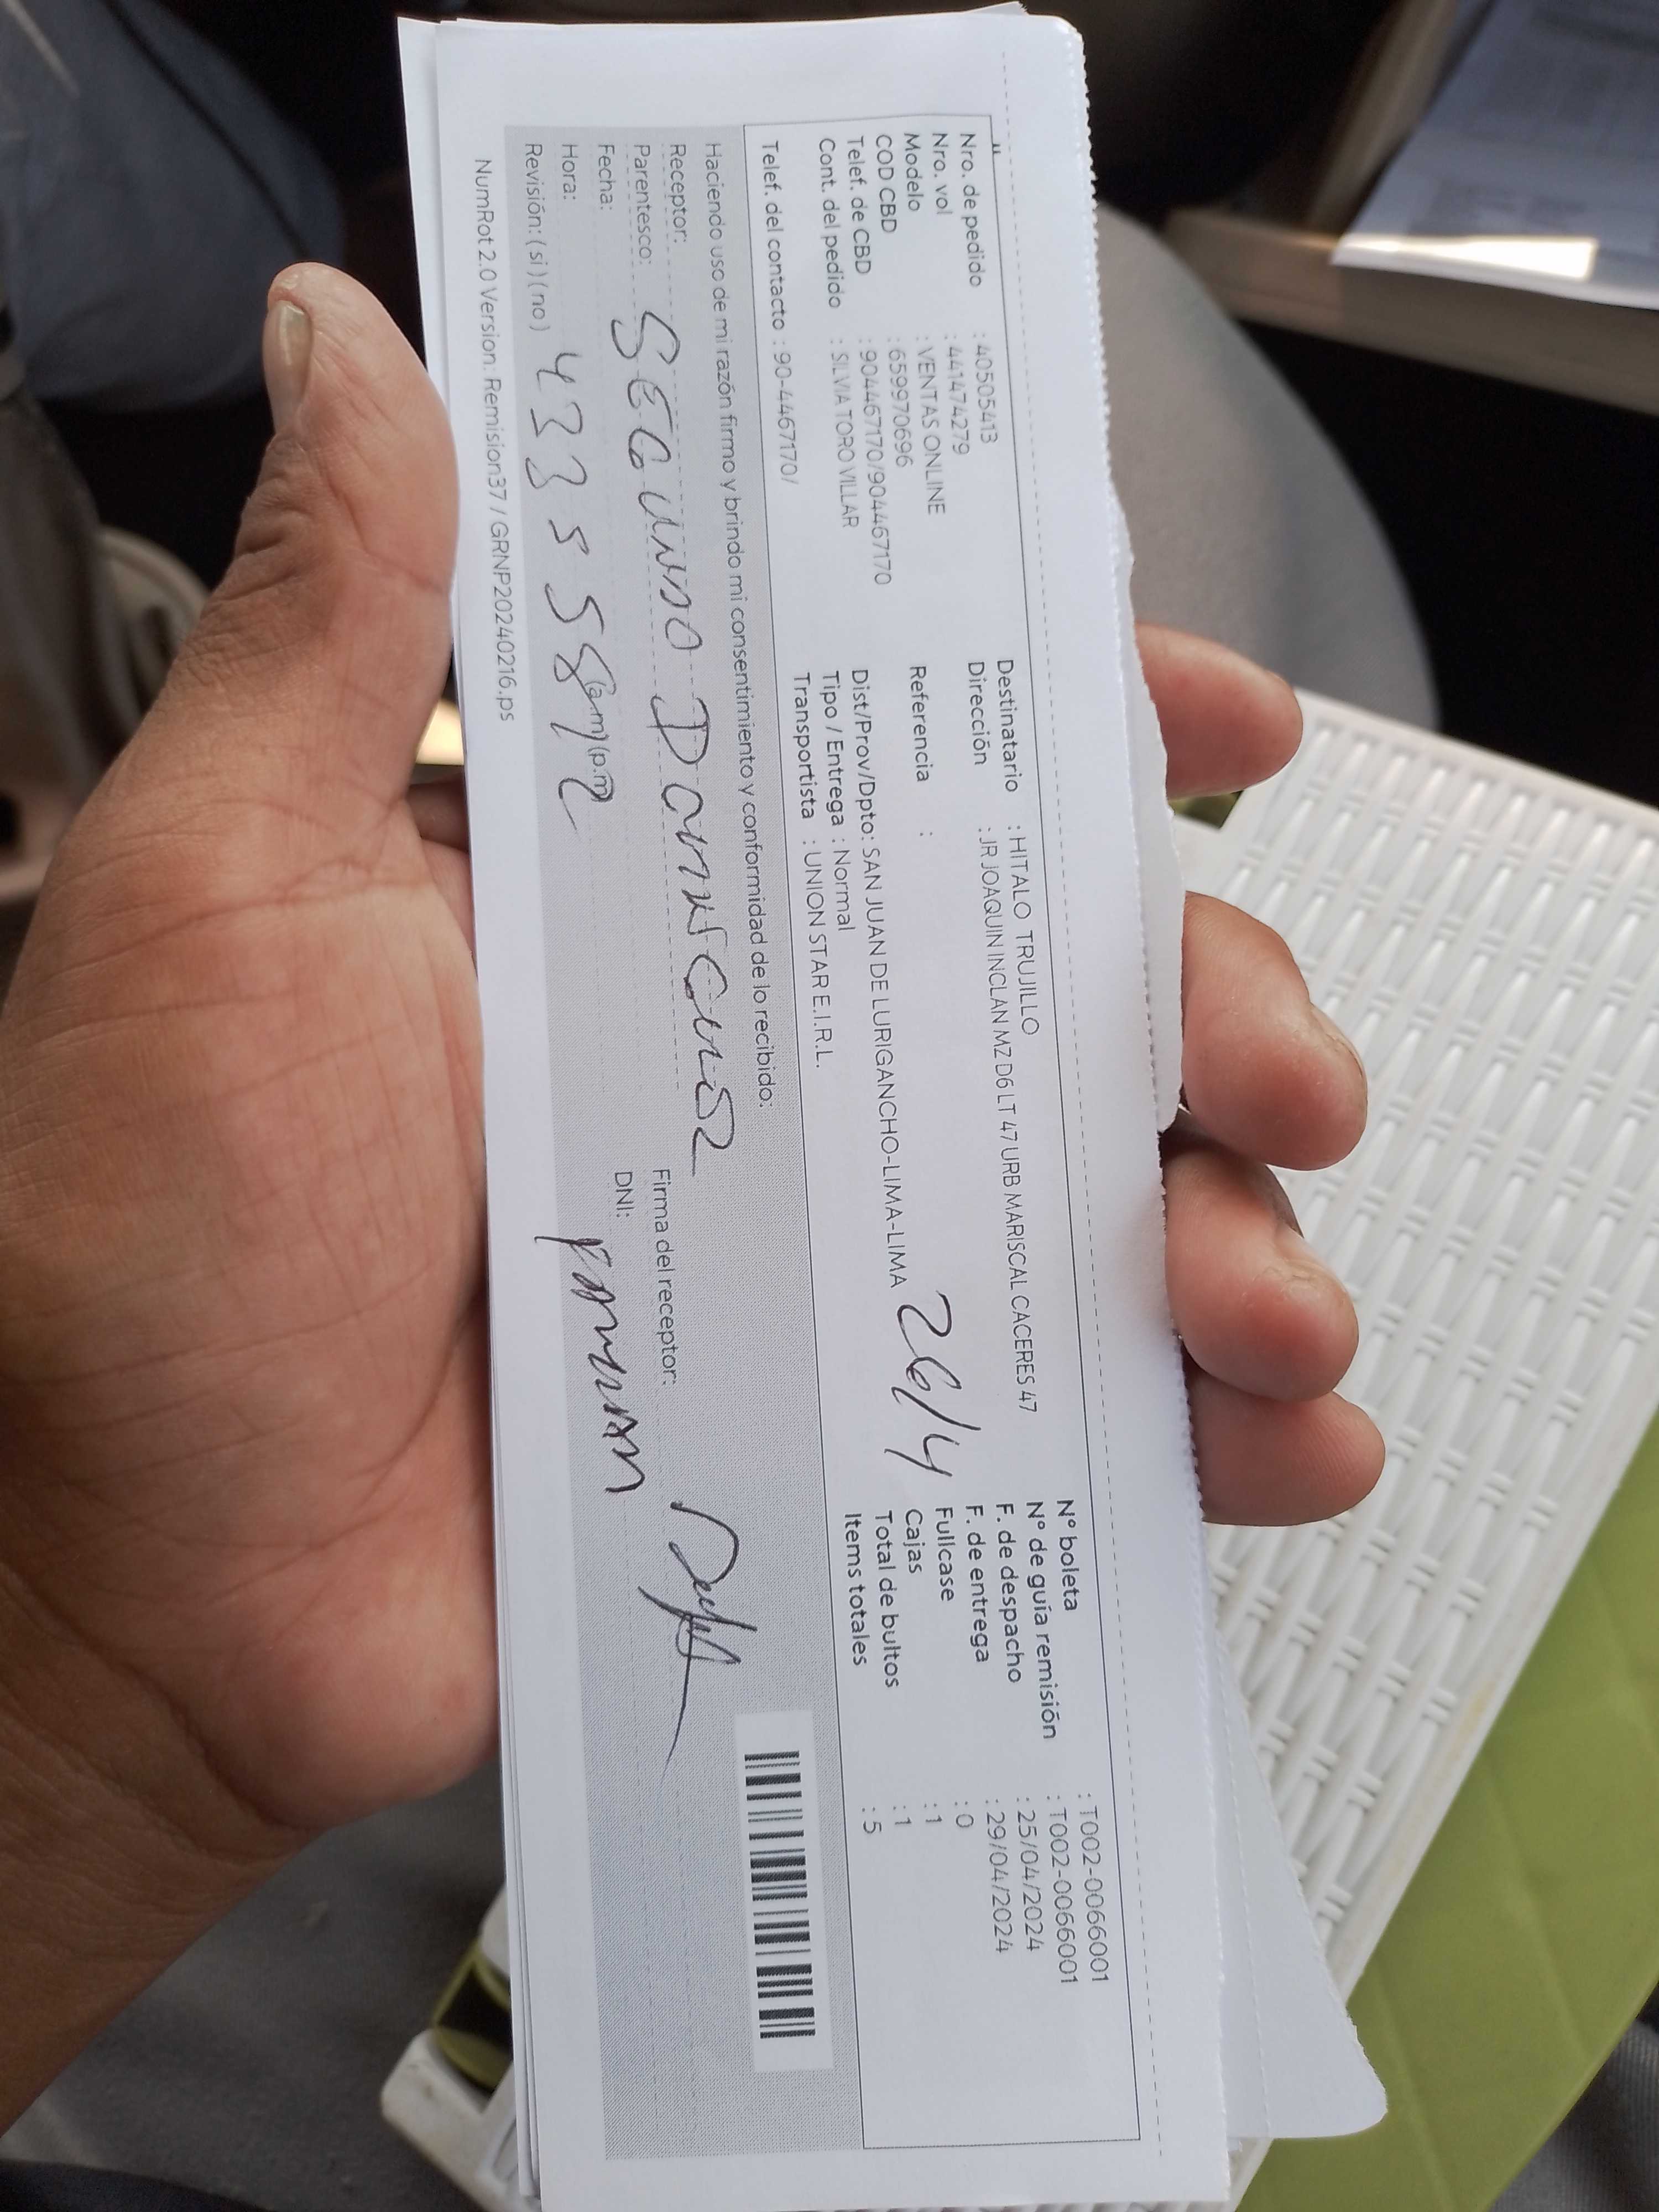 Nro. de pedido : 40505413
Nro. vol : 441474279
Modelo : VENTAS ONLINE
COD CBD : 659970696
Telef. de CBD : 904467170/904467170
Cont. del pedido : SILVIA TORO VILLAR
Telef. del contacto : 90-4467170/
Destinatario : HITALO TRUJILLO
Dirección : JR JOAQUIN INCLAN MZ D6 LT 47 URB MARISCAL CACERES 47
Referencia :
Dist/Prov/Dpto: SAN JUAN DE LURIGANCHO-LIMA-LIMA
Tipo / Entrega : Normal
Transportista : UNION STAR E.I.R.L.
26/4
Nº boleta : T002-0066001
Nº de guía remisión : T002-0066001
F. de despacho : 25/04/2024
F. de entrega : 29/04/2024
Fullcase : 0
Cajas : 1
Total de bultos : 1
Items totales : 5
Haciendo uso de mi razón firmo y brindo mi consentimiento y conformidad de lo recibido:
Receptor:
Parentesco: SEGUNDO
Fecha:
Hora: (a.m)(p.m)
Revisión: (si) (no)
Firma del receptor:
DNI:
NumRot 2.0 Version: Remision37 / GRNP20240216.ps